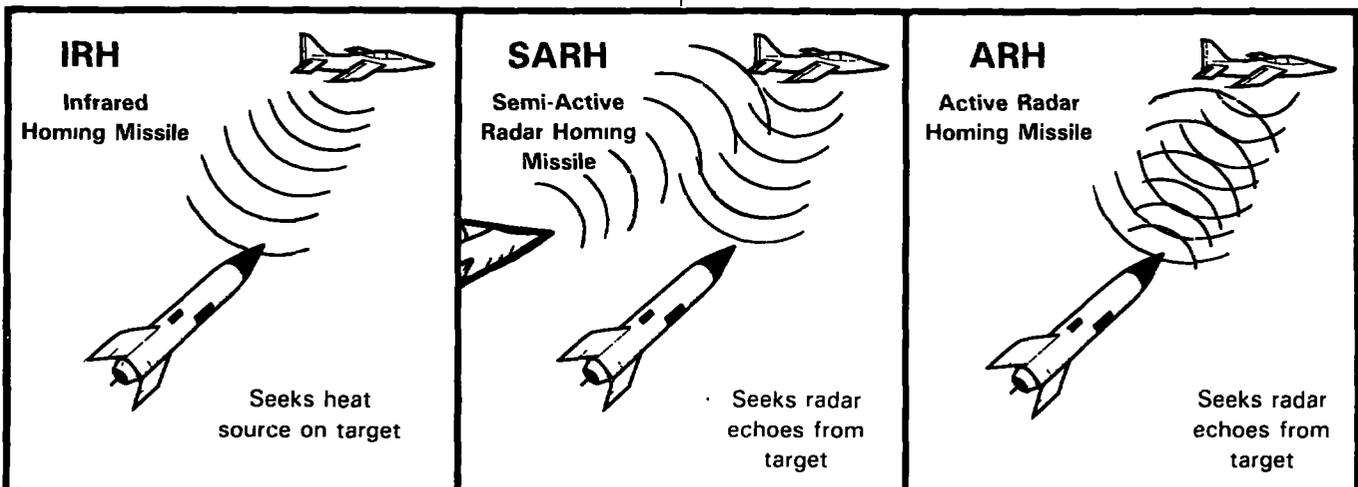 IRH
Infrared
Homing Missile
Seeks heat
source on target
SARH
Semi-Active
Radar Homing
Missile
Seeks radar
echoes from
target
ARH
Active Radar
Homing Missile
Seeks radar
echoes from
target